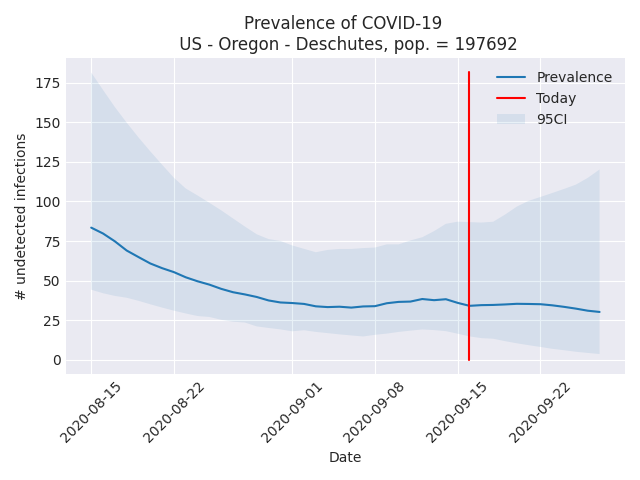 Prevalence of COVID-19
US - Oregon - Deschutes, pop. = 197692
Prevalence
Today
95CI
# undetected infections
175
150
125
100
75
50
25
0
2020-08-15
2020-08-22
2020-09-01
2020-09-08
2020-09-15
2020-09-22
Date